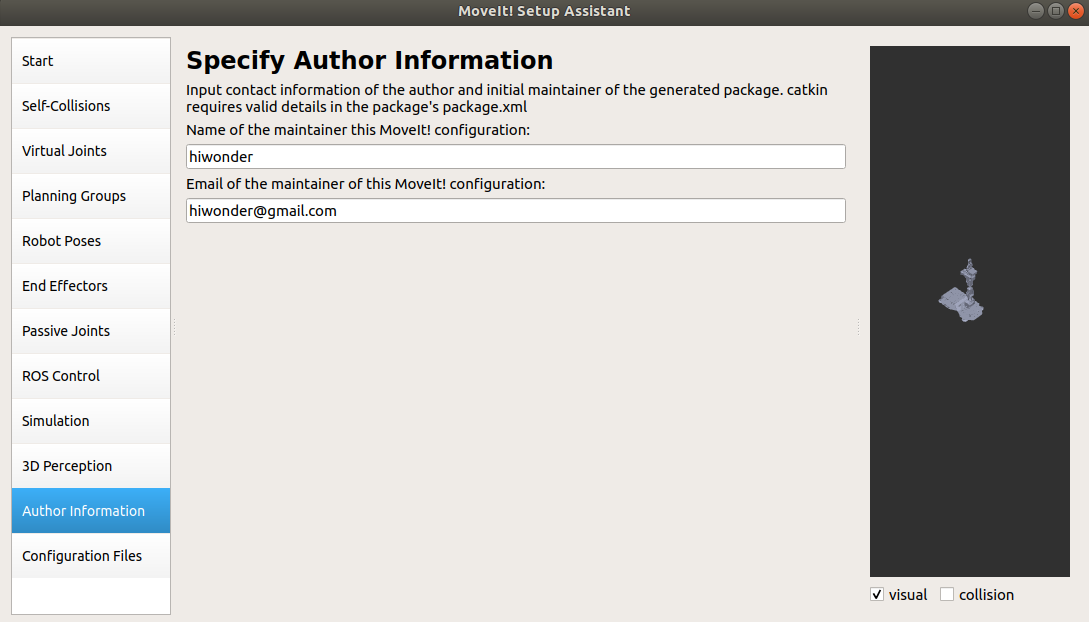 MoveIt! Setup Assistant
Start
Self-Collisions
Virtual Joints
Planning Groups
Robot Poses
End Effectors
Passive Joints
ROS Control
Simulation
3D Perception
Author Information
Configuration Files
Specify Author Information
Input contact information of the author and initial maintainer of the generated package. catkin
requires valid details in the package's package.xml
Name of the maintainer this MoveIt! configuration:
hiwonder
Email of the maintainer of this MoveIt! configuration:
hiwonder@gmail.com
visual
collision